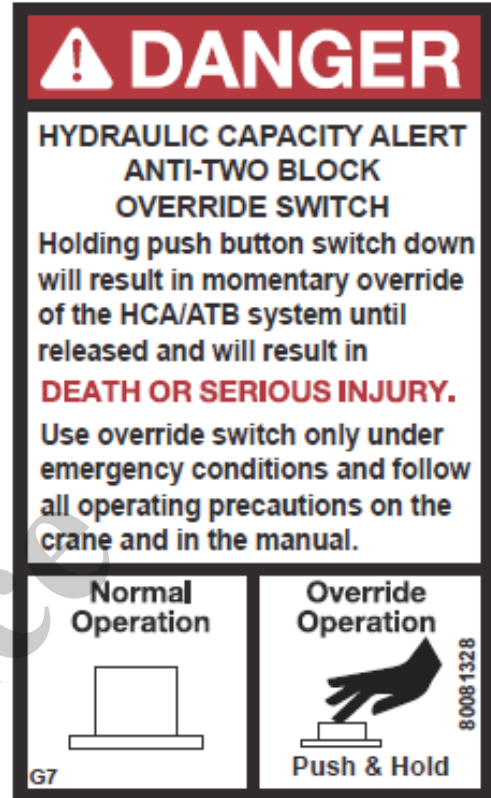 DANGER
HYDRAULIC CAPACITY ALERT
ANTI-TWO BLOCK
OVERRIDE SWITCH
Holding push button switch down
will result in momentary override
of the HCA/ATB system until
released and will result in
DEATH OR SERIOUS INJURY.
Use override switch only under
emergency conditions and follow
all operating precautions on the
crane and in the manual.
Normal
Operation
G7
Override
Operation
Push & Hold
80081328